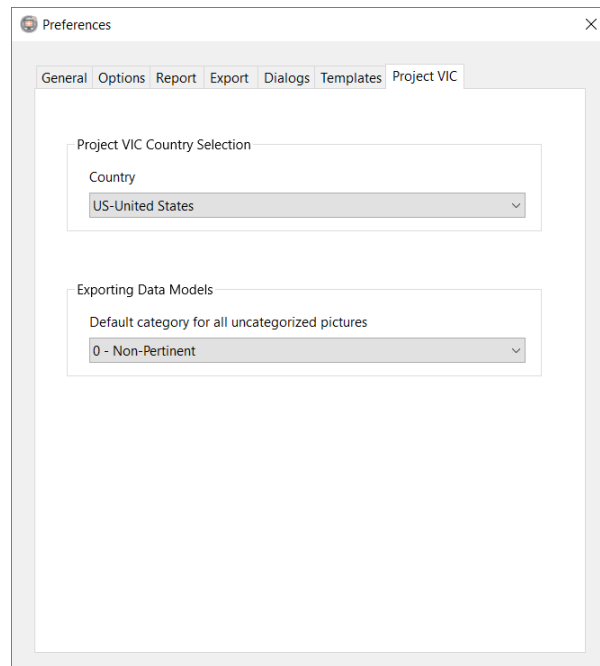 Preferences
General Options Report Export Dialogs Templates Project VIC
Project VIC Country Selection
Country
US-United States
Exporting Data Models
Default category for all uncategorized pictures
0 - Non-Pertinent